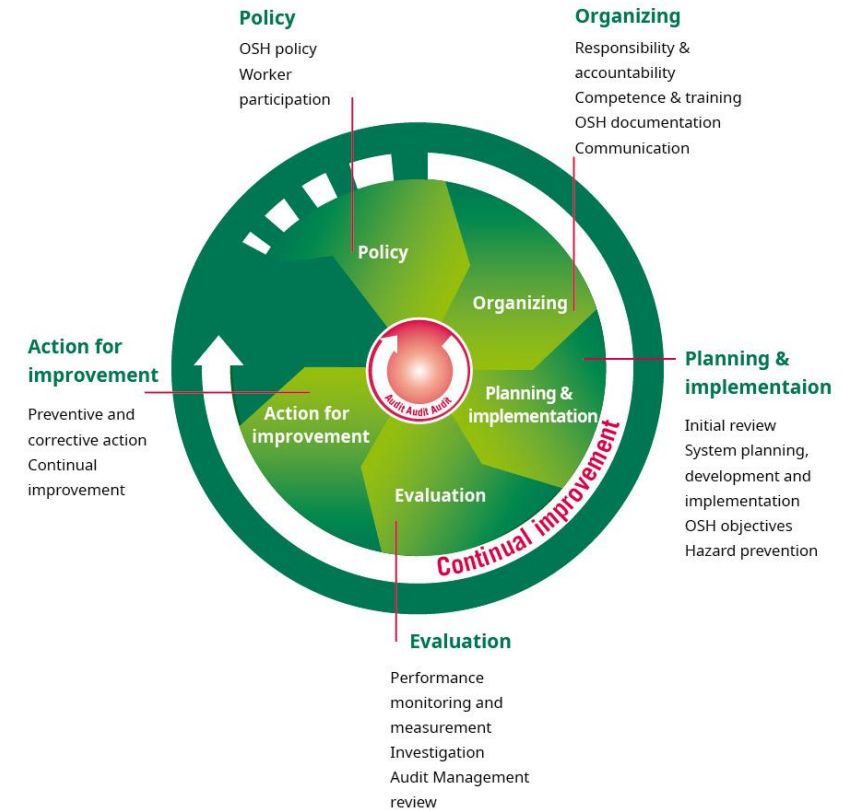 Policy
OSH policy
Worker
participation
Organizing
Responsibility &
accountability
Competence & training
OSH documentation
Communication
Policy
Organizing
Planning &
implementation
Evaluation
Action for
improvement
Audit Audit Audit
Continual improvement
Action for
improvement
Preventive and
corrective action
Continual
improvement
Planning &
implementaion
Initial review
System planning,
development and
implementation
OSH objectives
Hazard prevention
Evaluation
Performance
monitoring and
measurement
Investigation
Audit Management
review